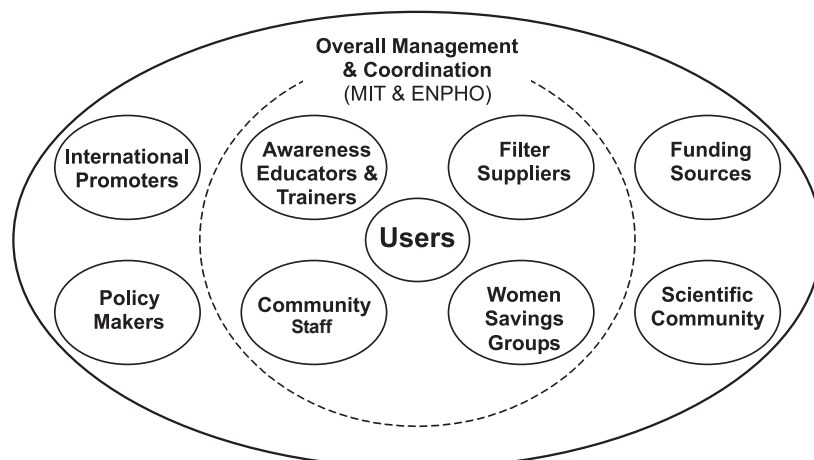 Overall Management
& Coordination
(MIT & ENPHO)
International
Promoters
Awareness
Educators &
Trainers
Filter
Suppliers
Funding
Sources
Users
Policy
Makers
Community
Staff
Women
Savings
Groups
Scientific
Community